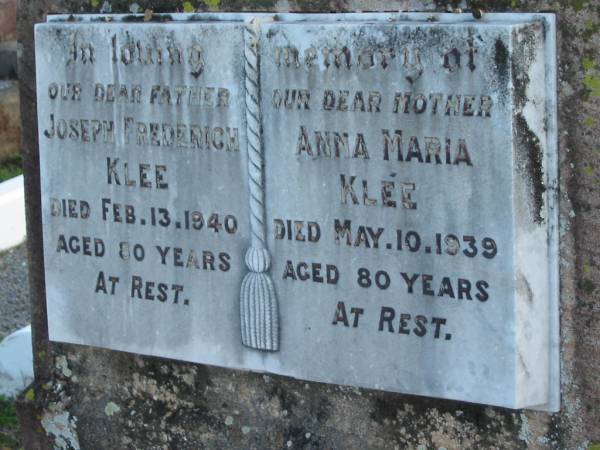 In loving memory of
OUR DEAR FATHER
JOSEPH FREDERICH
KLEE
DIED FEB. 13. 1940
AGED 80 YEARS
AT REST.
OUR DEAR MOTHER
ANNA MARIA
KLEE
DIED MAY. 10. 1939
AGED 80 YEARS
AT REST.